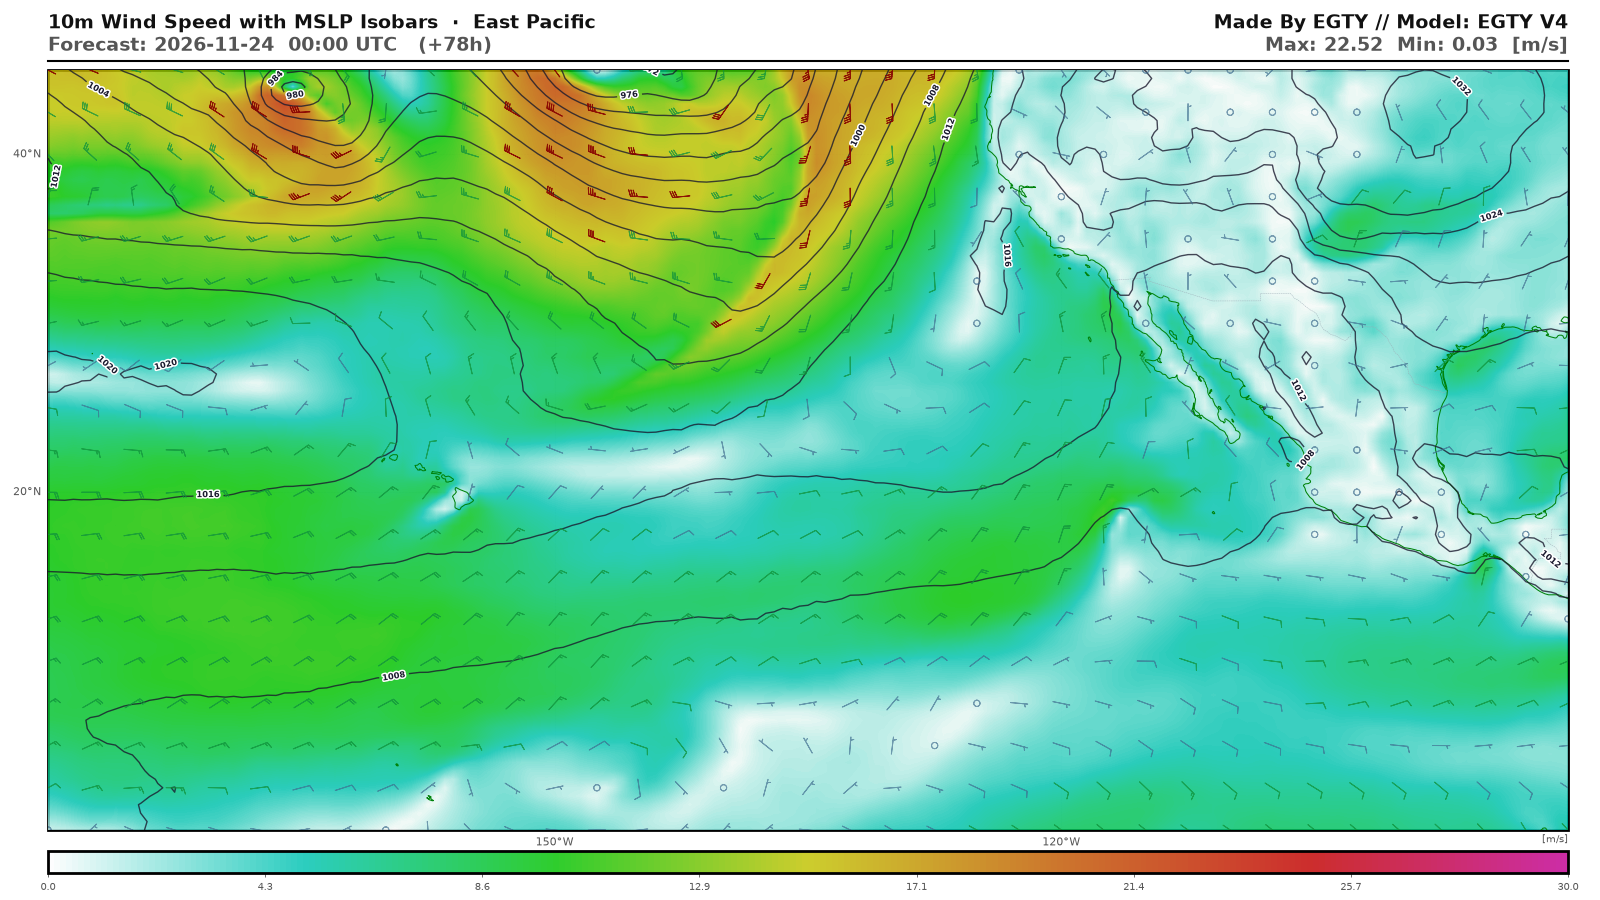 10m Wind Speed with MSLP Isobars · East Pacific
Made By EGTY // Model: EGTY V4
Forecast: 2026-11-24 00:00 UTC (+78h)
Max: 22.52 Min: 0.03 [m/s]
984
1004
980
976
1008
1032
1000
1012
40°N
1012
1024
1016
1020
1020
1012
1008
20°N
1016
1012
1008
150°W
120°W
[m/s]
0.0
4.3
8.6
12.9
17.1
21.4
25.7
30.0